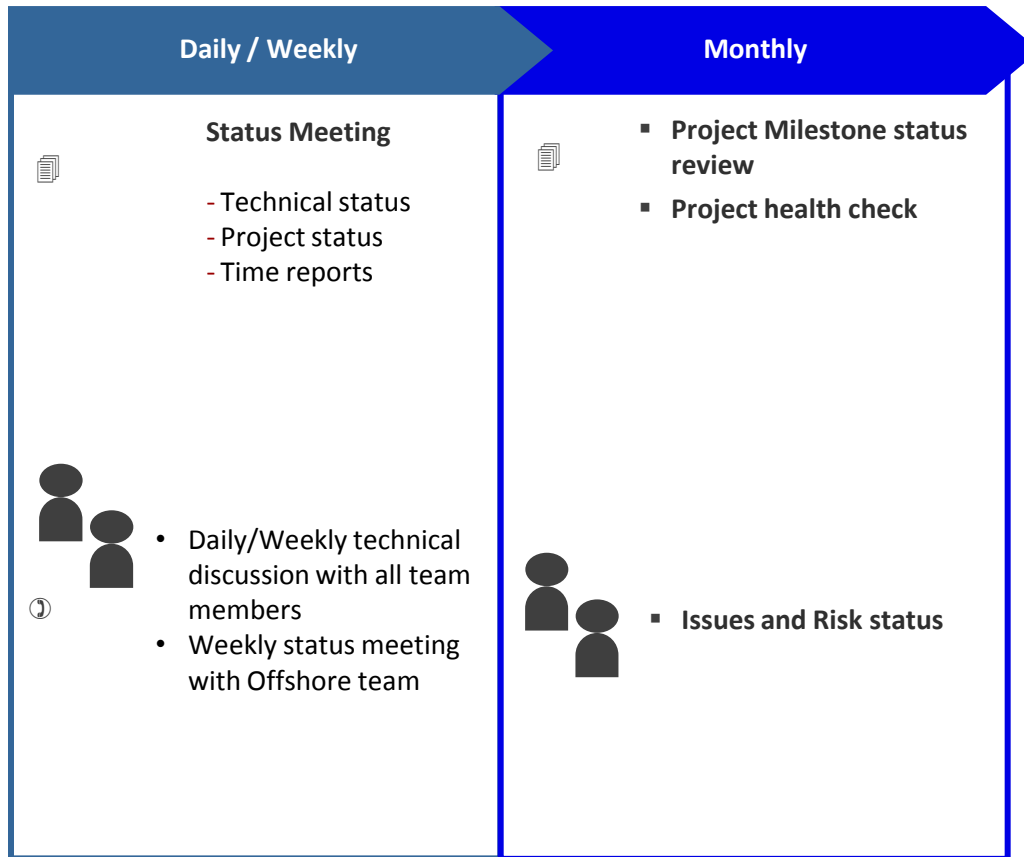 Daily / Weekly
Monthly
Status Meeting
- Technical status
- Project status
- Time reports
• Daily/Weekly technical
discussion with all team
members
• Weekly status meeting
with Offshore team
▪ Project Milestone status
review
▪ Project health check
▪ Issues and Risk status